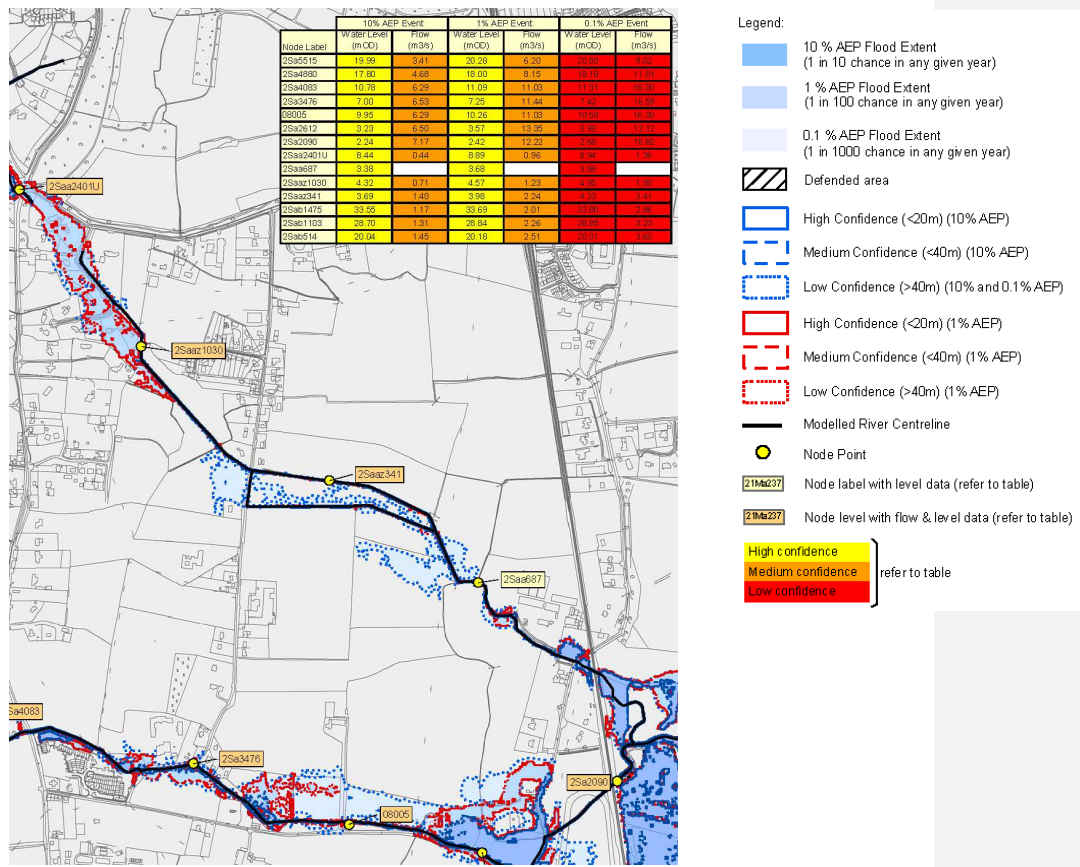 10% AEP Event 1% AEP Event 0.1% AEP Event
Node Label Water Level (mOD) Flow (m3/s) Water Level (mOD) Flow (m3/s) Water Level (mOD) Flow (m3/s)
2Sa5515 19.99 3.41 20.28 6.20
2Sa4880 17.80 4.68 18.00 8.15
2Sa4083 10.78 6.29 11.09 11.03
2Sa3476 7.00 6.53 7.25 11.44 7.42 16.59
08005 9.95 6.29 10.26 11.03
2Sa2612 3.23 6.50 3.57 13.35
2Sa2090 2.24 7.17 2.42 12.22
2Saa2401U 8.44 0.44 8.89 0.96
2Saa687 3.38 3.68
2Saaz1030 4.32 0.71 4.57 1.23
2Saaz341 3.69 1.40 3.98 2.24
2Sab1475 33.55 1.17 33.69 2.01
2Sab1103 28.70 1.31 28.84 2.26
2Sab514 20.04 1.45 20.18 2.51 20.31 3.60
2Saa2401U
2Saaz1030
2Saaz341
2Saa687
Sa4083
2Sa3476
2Sa2090
08005
Legend:
10 % AEP Flood Extent
(1 in 10 chance in any given year)
1 % AEP Flood Extent
(1 in 100 chance in any given year)
0.1 % AEP Flood Extent
(1 in 1000 chance in any given year)
Defended area
High Confidence (<20m) (10% AEP)
Medium Confidence (<40m) (10% AEP)
Low Confidence (>40m) (10% and 0.1% AEP)
High Confidence (<20m) (1% AEP)
Medium Confidence (<40m) (1% AEP)
Low Confidence (>40m) (1% AEP)
Modelled River Centreline
Node Point
21Ma237 Node label with level data (refer to table)
21Ma237 Node level with flow & level data (refer to table)
High confidence
Medium confidence refer to table
Low confidence